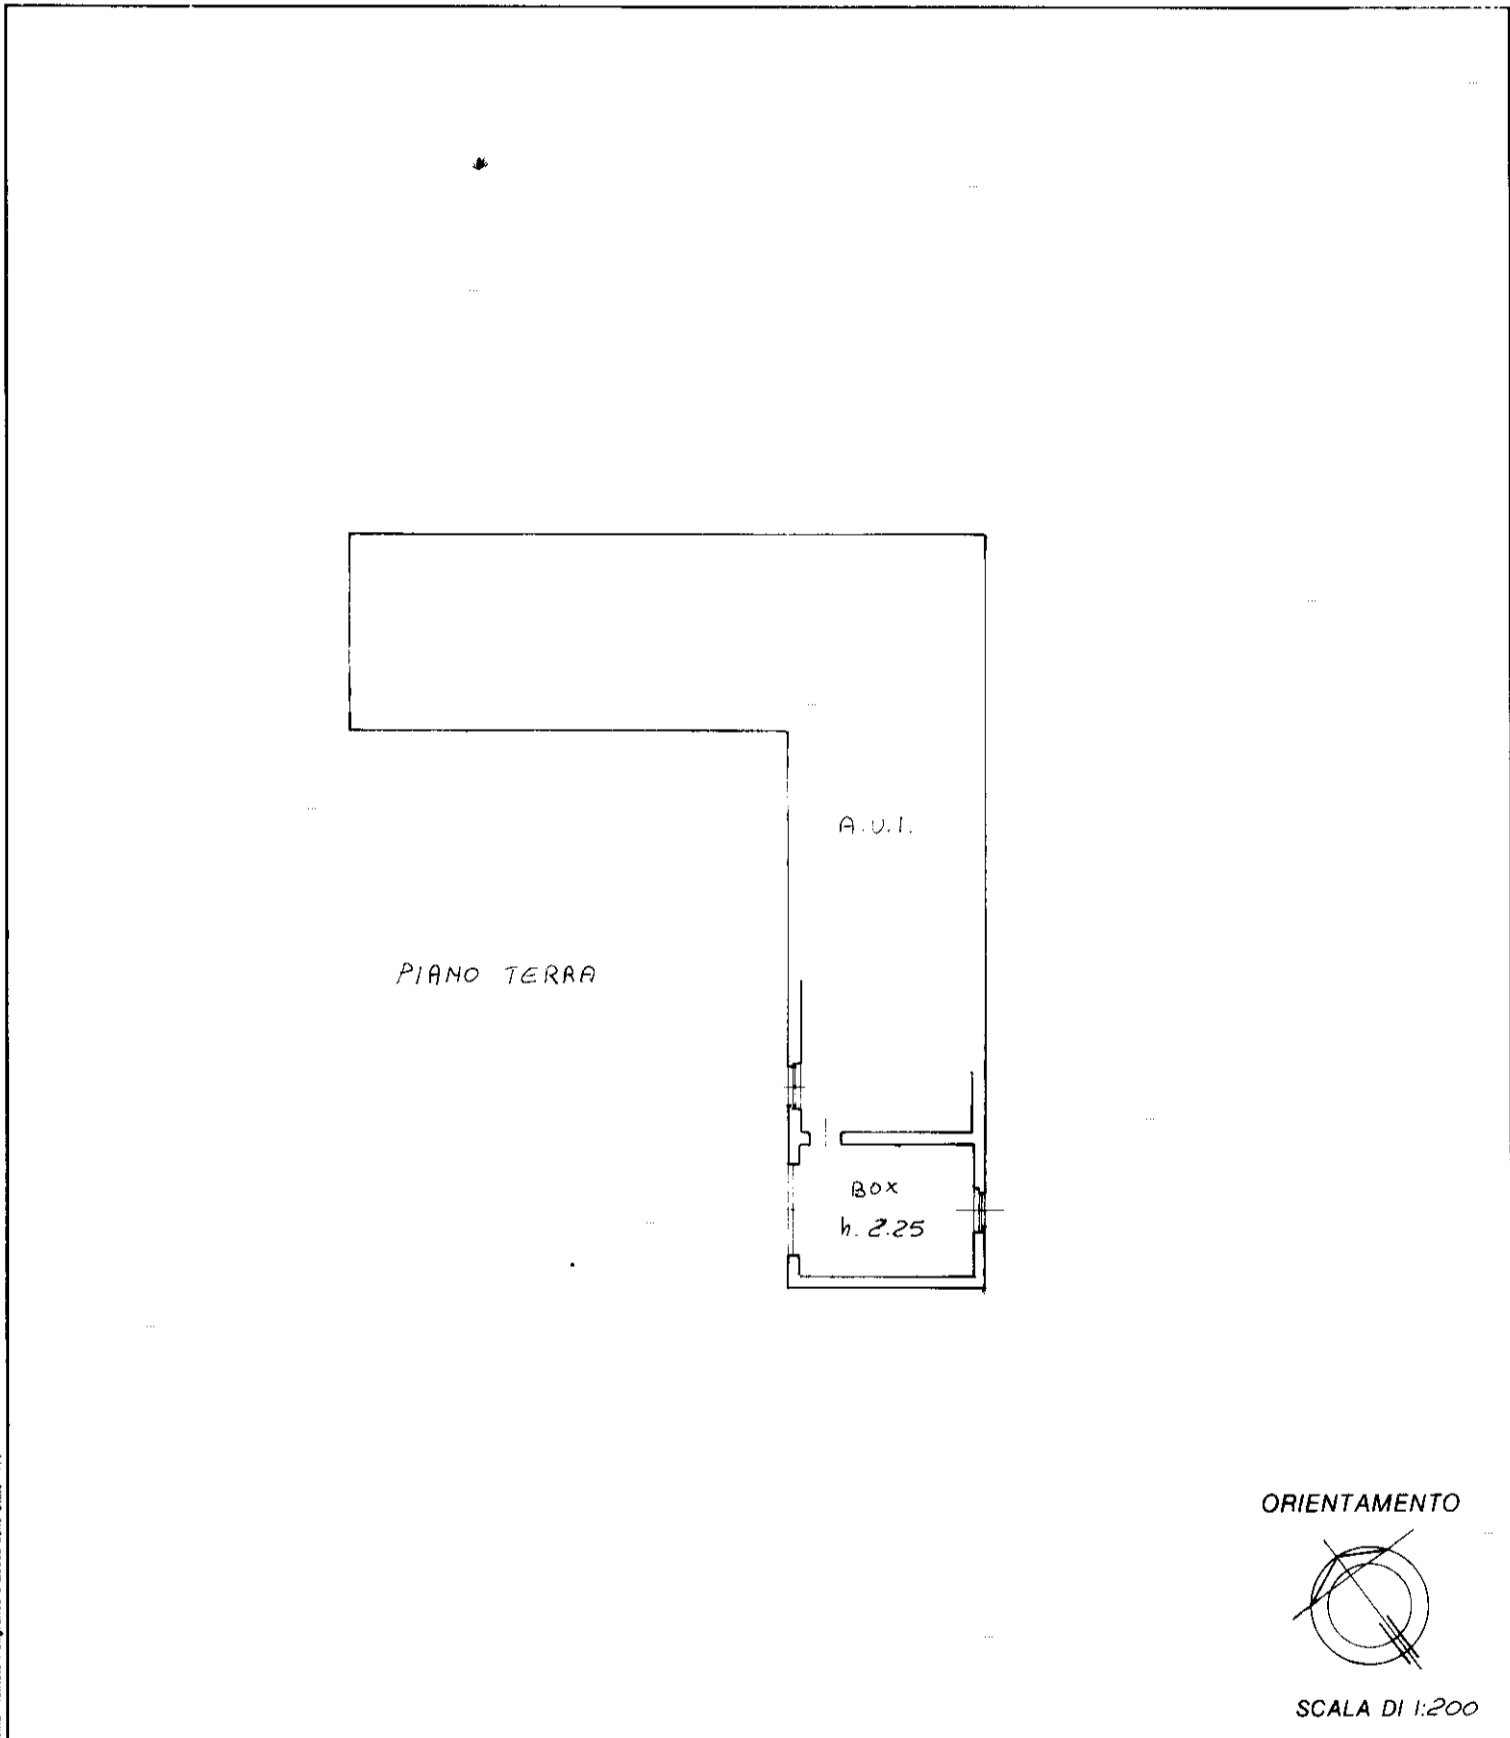 A.U.I.
PIANO TERRA
BOX
h. 2.25
ORIENTAMENTO
SCALA DI 1:200